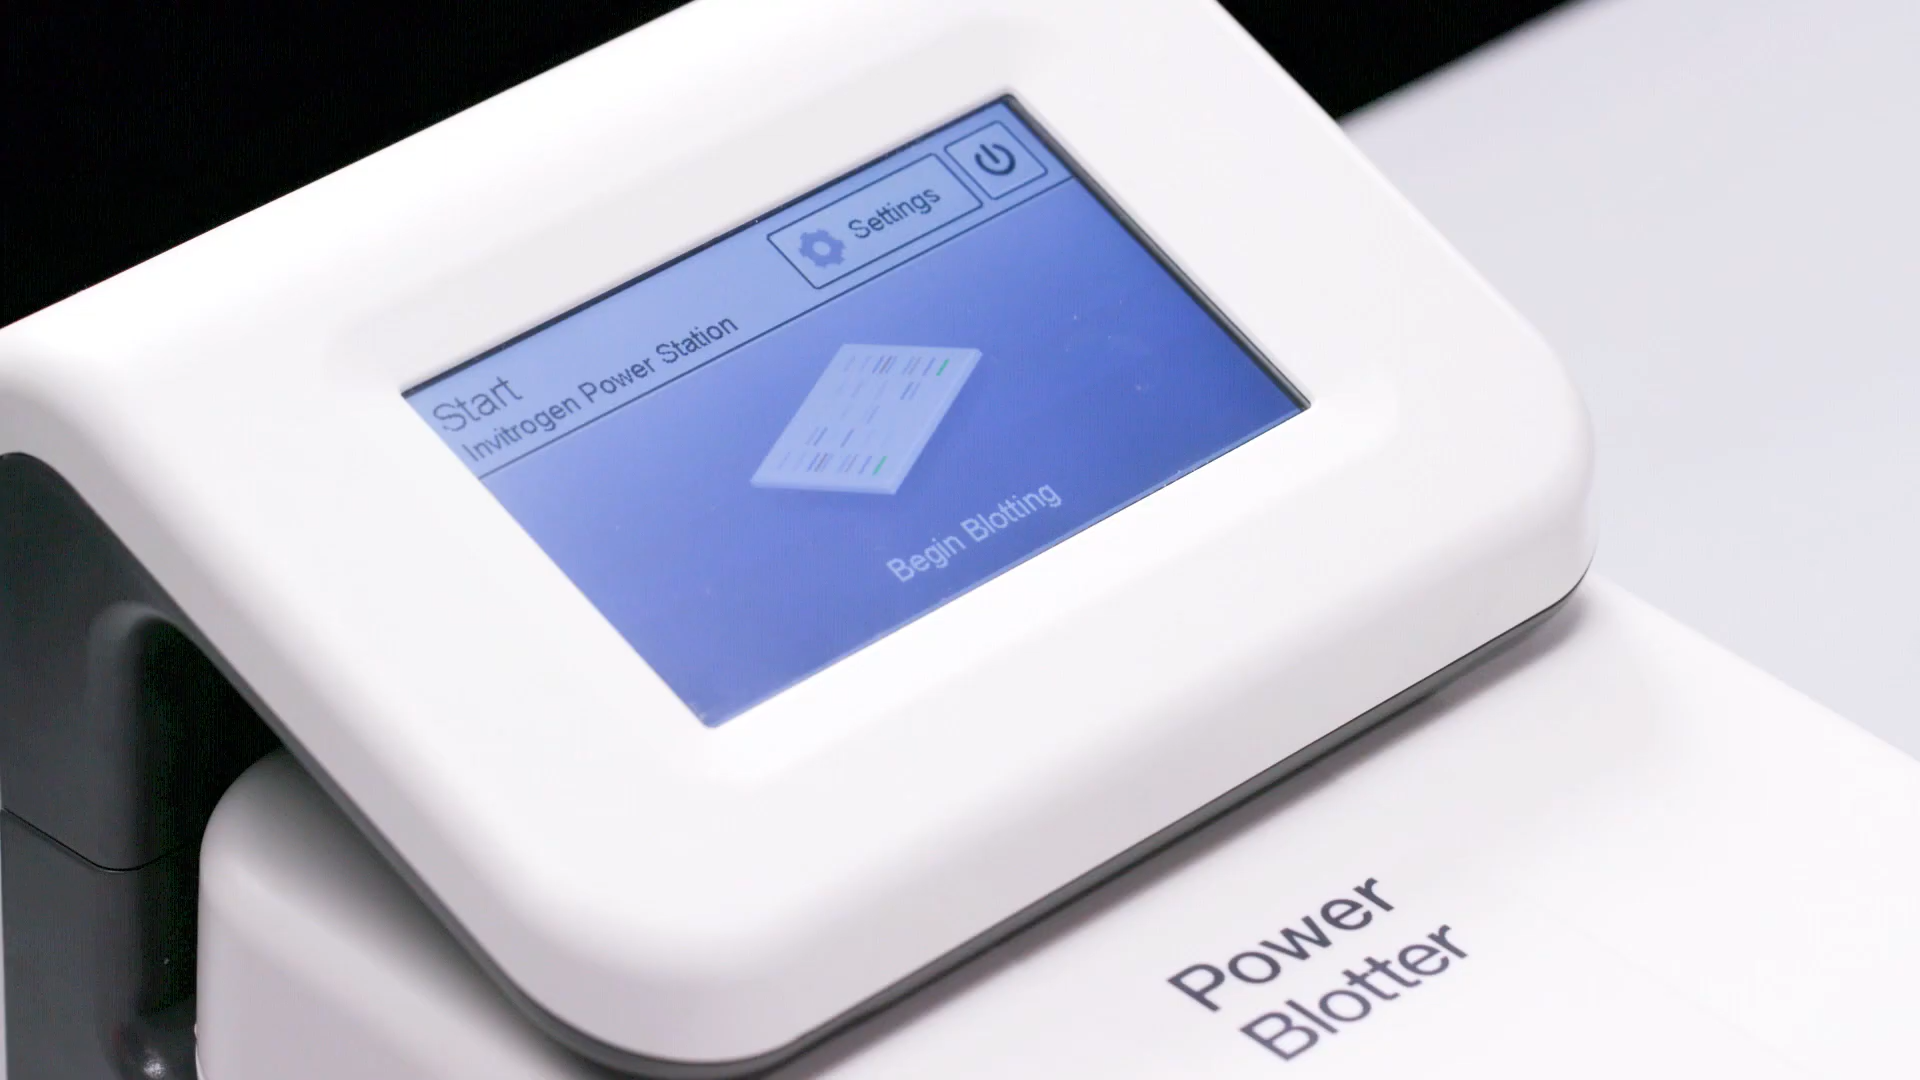 Start
Invitrogen Power Station
Settings
Begin Blotting
Power
Blotter